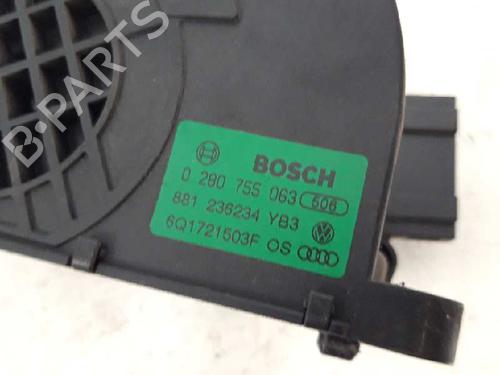 B-PARTS
BOSCH
0 280 755 063 506
881 236234 YB3
6Q1721503F OS